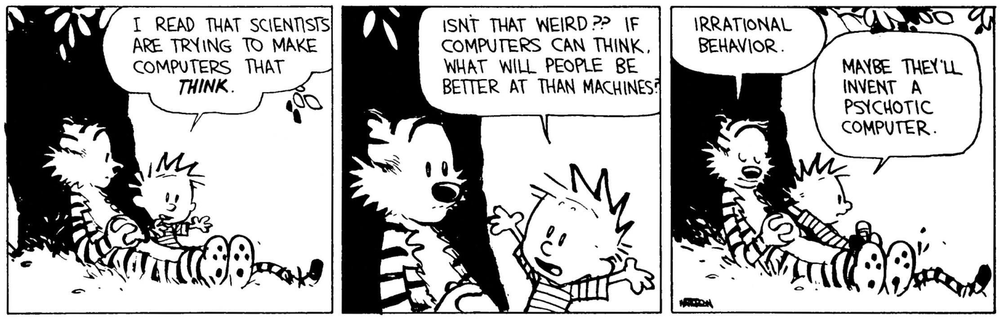 I READ THAT SCIENTISTS
ARE TRYING TO MAKE
COMPUTERS THAT
THINK.
ISN'T THAT WEIRD?? IF
COMPUTERS CAN THINK,
WHAT WILL PEOPLE BE
BETTER AT THAN MACHINES?
IRRATIONAL
BEHAVIOR.
MAYBE THEY'LL
INVENT A
PSYCHOTIC
COMPUTER.